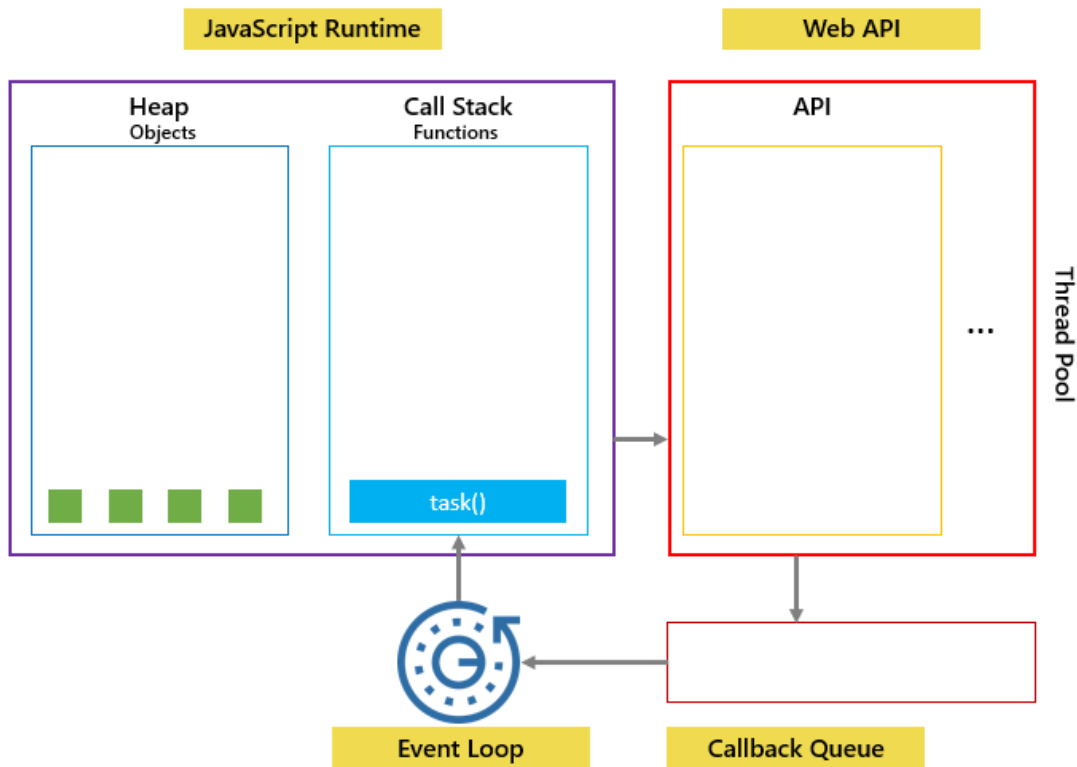 JavaScript Runtime
Web API
Heap
Objects
Call Stack
Functions
API
...
Thread Pool
task()
Event Loop
Callback Queue